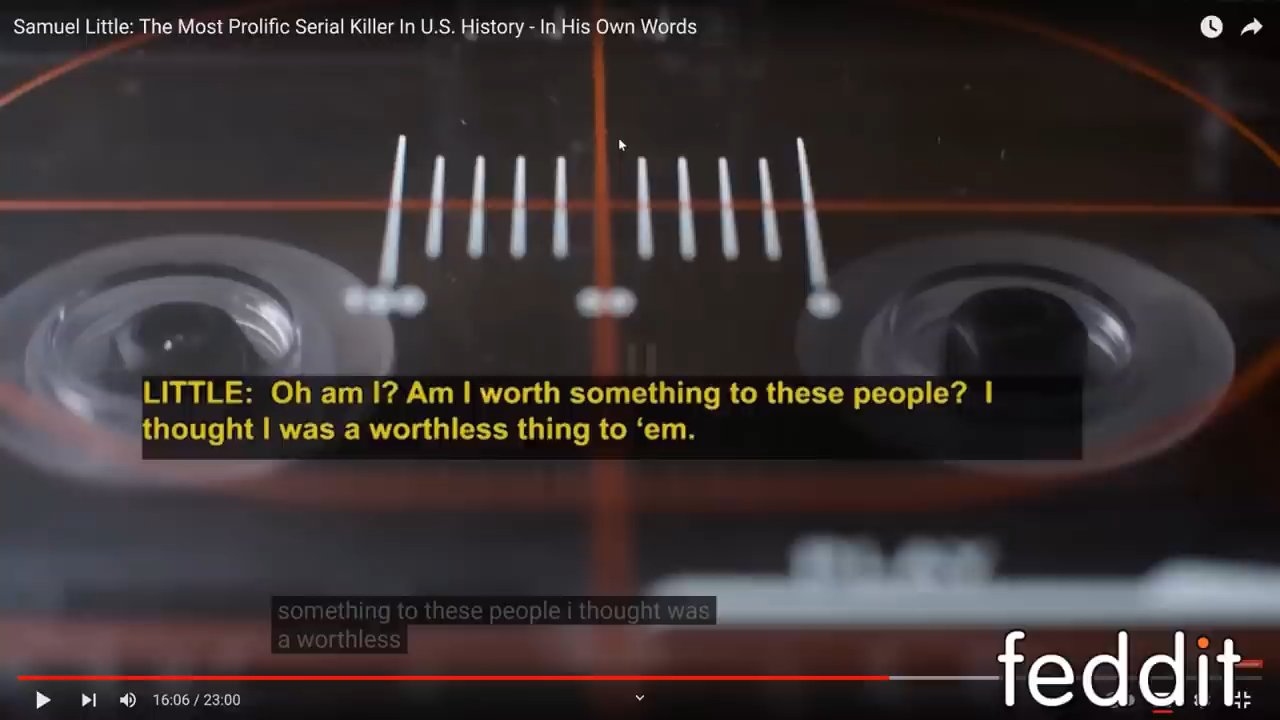 Samuel Little: The Most Prolific Serial Killer In U.S. History - In His Own Words
LITTLE: Oh am I? Am I worth something to these people? I
thought I was a worthless thing to ‘em.
something to these people i thought was
a worthless
feddit
16:06 / 23:00